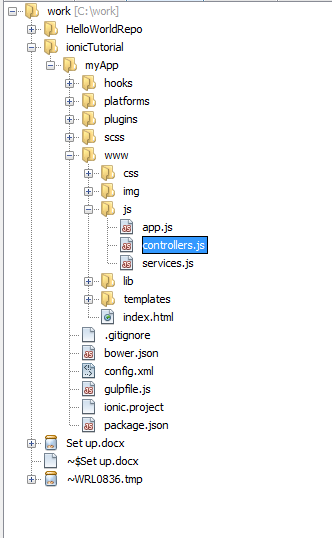 work [C:\work]
HelloWorldRepo
ionicTutorial
myApp
hooks
platforms
plugins
scss
www
css
img
js
app.js
controllers.js
services.js
lib
templates
index.html
.gitignore
bower.json
config.xml
gulpfile.js
ionic.project
package.json
Set up.docx
~$Set up.docx
~WRL0836.tmp